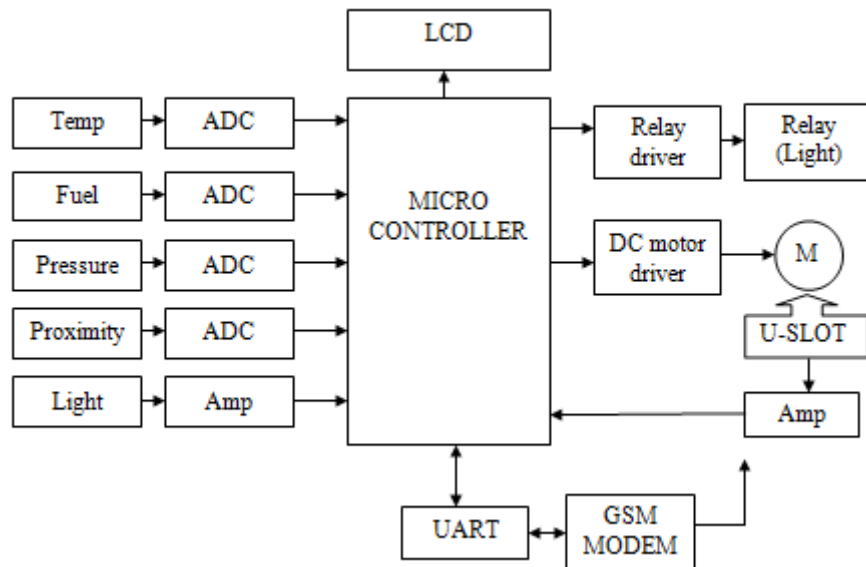 LCD
Temp
ADC
Fuel
ADC
Pressure
ADC
Proximity
ADC
Light
Amp
MICRO
CONTROLLER
Relay
driver
Relay
(Light)
DC motor
driver
M
U-SLOT
Amp
UART
GSM
MODEM